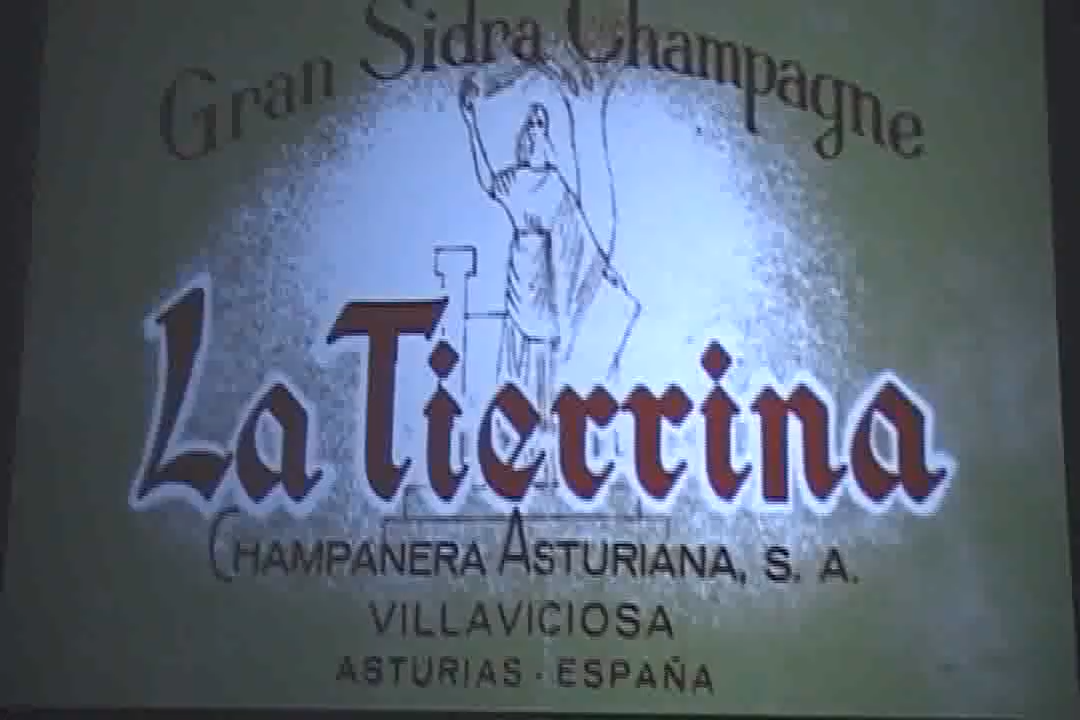 Gran Sidra Champagne
La Tierrina
CHAMPANERA ASTURIANA, S. A.
VILLAVICIOSA
ASTURIAS · ESPAÑA